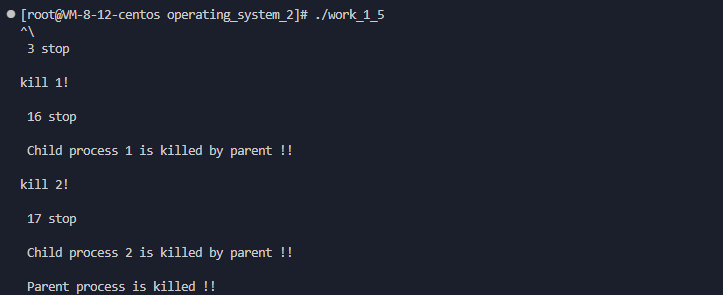 [root@VM-8-12-centos operating_system_2]# ./work_1_5
^\
3 stop
kill 1!
16 stop
Child process 1 is killed by parent !!
kill 2!
17 stop
Child process 2 is killed by parent !!
Parent process is killed !!